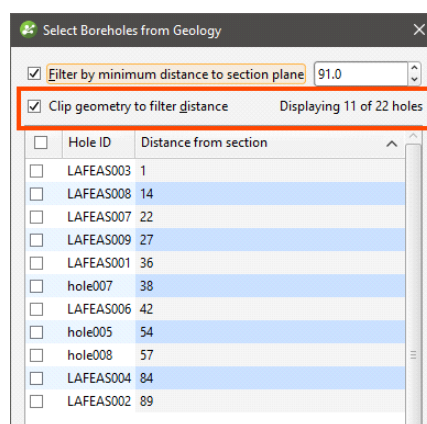 Select Boreholes from Geology
Filter by minimum distance to section plane 91.0
Clip geometry to filter distance Displaying 11 of 22 holes
Hole ID Distance from section
LAFEAS003 1
LAFEAS008 14
LAFEAS007 22
LAFEAS009 27
LAFEAS001 36
hole007 38
LAFEAS006 42
hole005 54
hole008 57
LAFEAS004 84
LAFEAS002 89